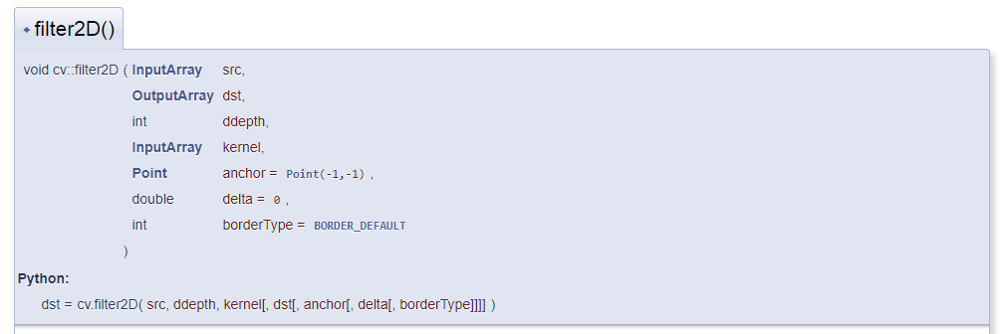 filter2D()
void cv::filter2D ( InputArray src,
OutputArray dst,
int ddepth,
InputArray kernel,
Point anchor = Point(-1,-1) ,
double delta = 0 ,
int borderType = BORDER_DEFAULT
)
Python:
dst = cv.filter2D( src, ddepth, kernel[, dst[, anchor[, delta[, borderType]]]] )